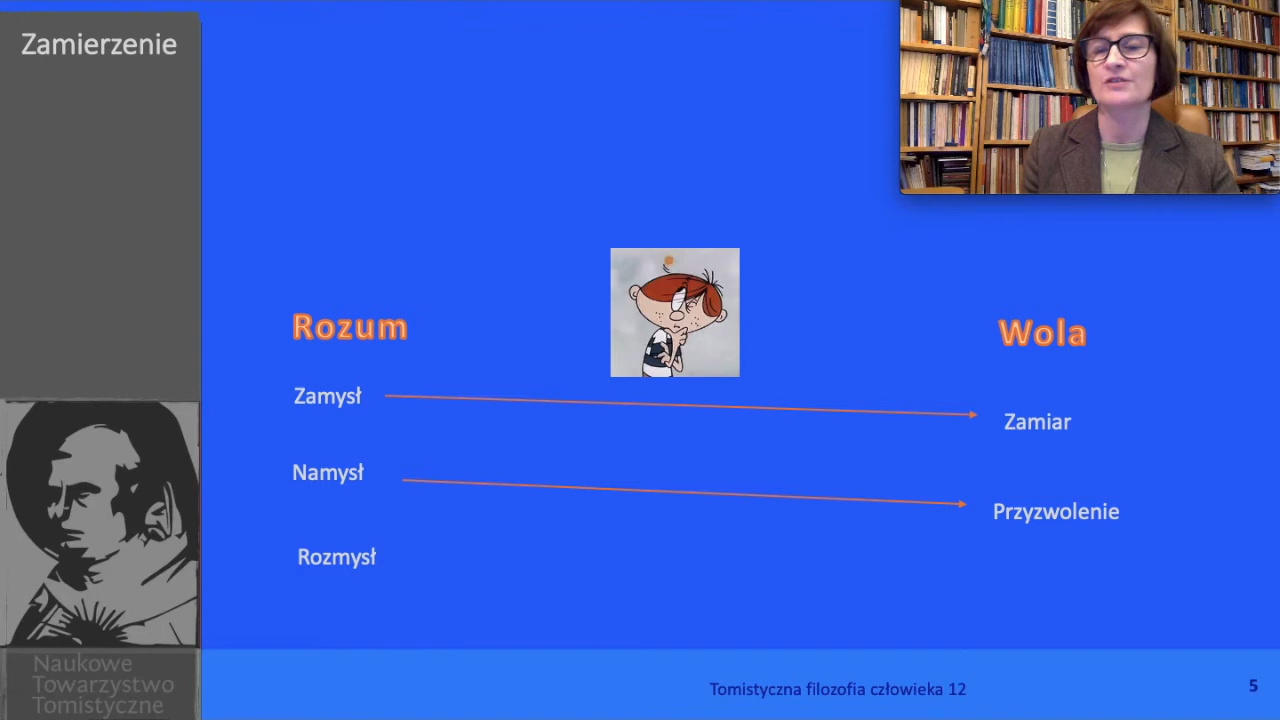 Zamierzenie
Rozum
Wola
Zamysł
Zamiar
Namysł
Przyzwolenie
Rozmysł
Naukowe
Towarzystwo
Tomistyczne
Tomistyczna filozofia człowieka 12
5